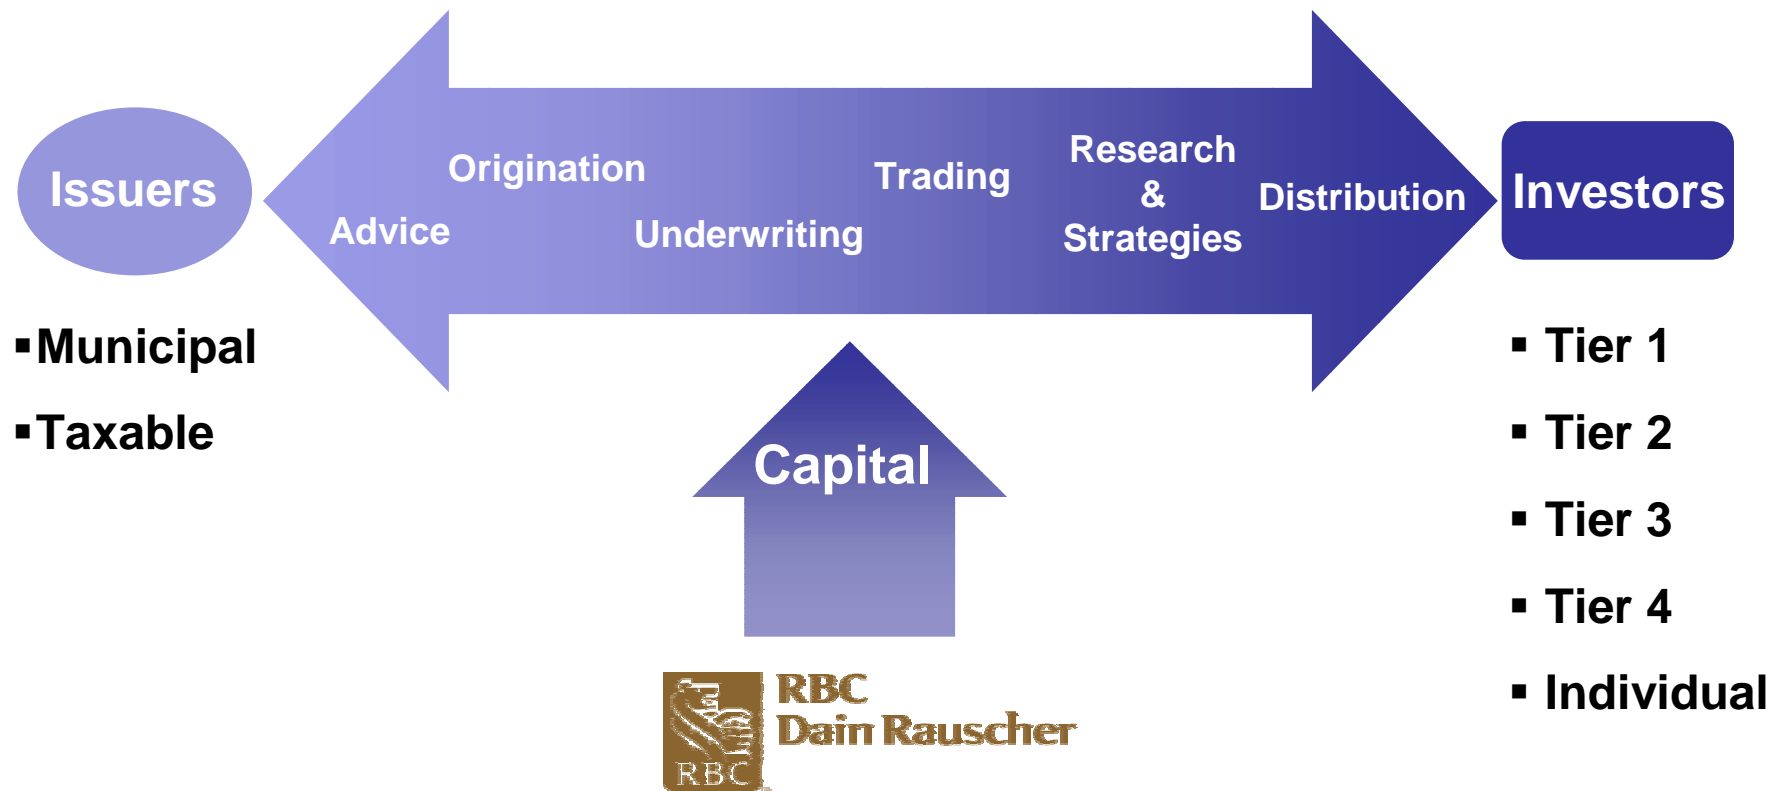 Issuers
▪Municipal
▪Taxable
Advice
Origination
Underwriting
Trading
Research
&
Strategies
Distribution
Investors
▪ Tier 1
▪ Tier 2
▪ Tier 3
▪ Tier 4
▪ Individual
Capital
RBC
RBC
Dain Rauscher